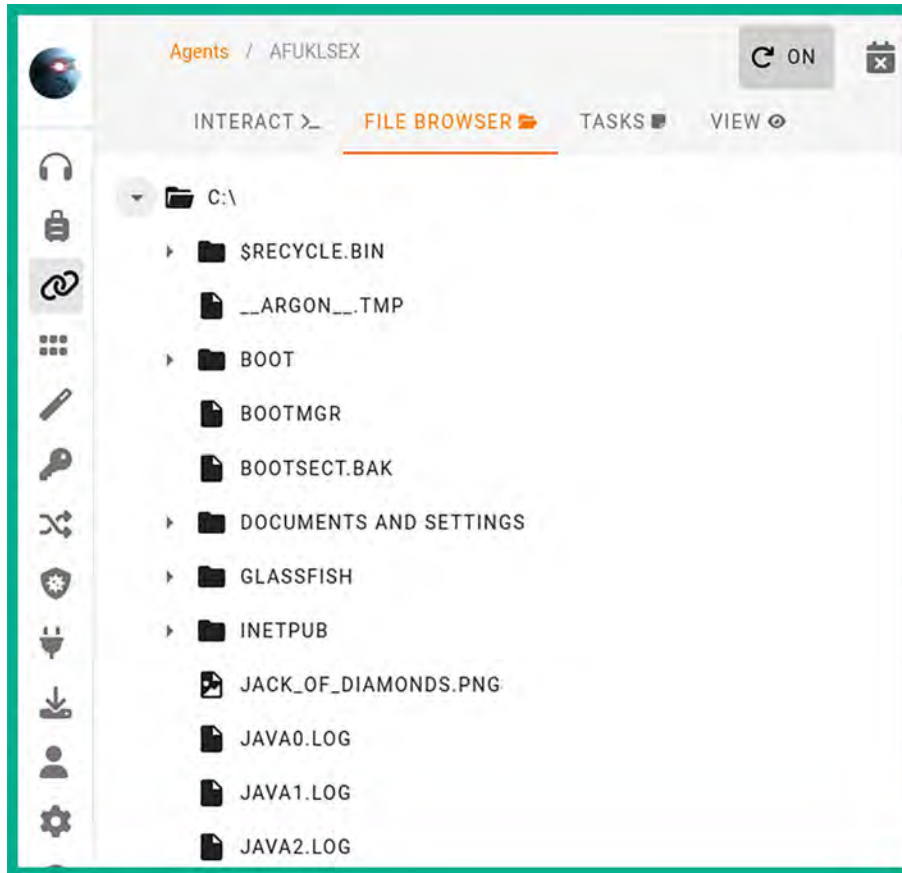 Agents / AFUKLSEX
ON
INTERACT >_ FILE BROWSER TASKS VIEW
C:\
$RECYCLE.BIN
__ARGON__.TMP
BOOT
BOOTMGR
BOOTSECT.BAK
DOCUMENTS AND SETTINGS
GLASSFISH
INETPUB
JACK_OF_DIAMONDS.PNG
JAVA0.LOG
JAVA1.LOG
JAVA2.LOG